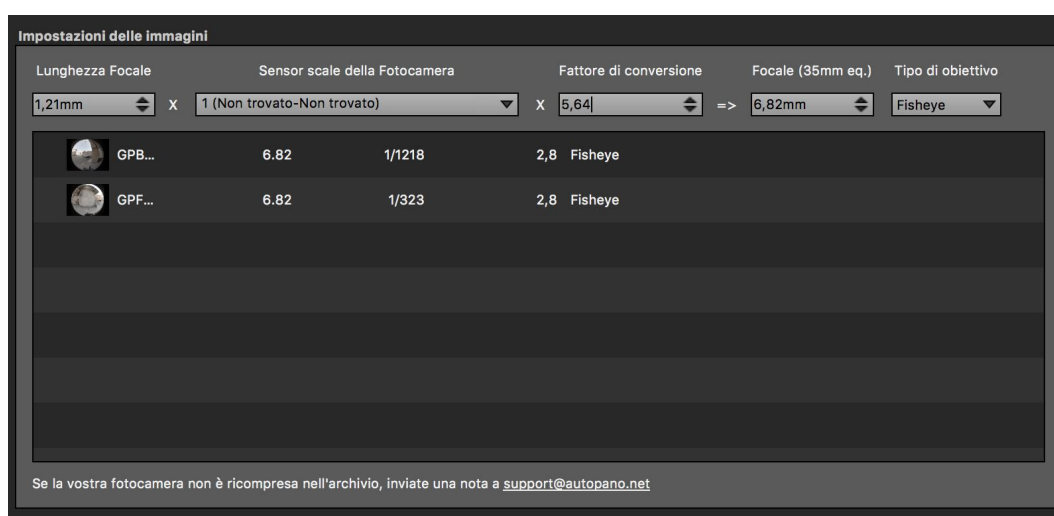 Impostazioni delle immagini
Lunghezza Focale Sensor scale della Fotocamera Fattore di conversione Focale (35mm eq.) Tipo di obiettivo
1,21mm X 1 (Non trovato-Non trovato) X 5,64 => 6,82mm Fisheye
GPB... 6.82 1/1218 2,8 Fisheye
GPF... 6.82 1/323 2,8 Fisheye
Se la vostra fotocamera non è ricompresa nell'archivio, inviate una nota a support@autopano.net